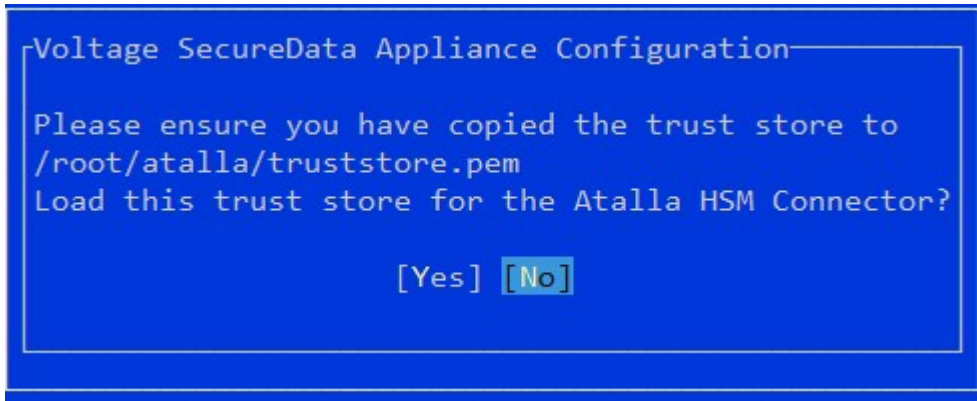 Voltage SecureData Appliance Configuration
Please ensure you have copied the trust store to
/root/atalla/truststore.pem
Load this trust store for the Atalla HSM Connector?
[Yes] [No]